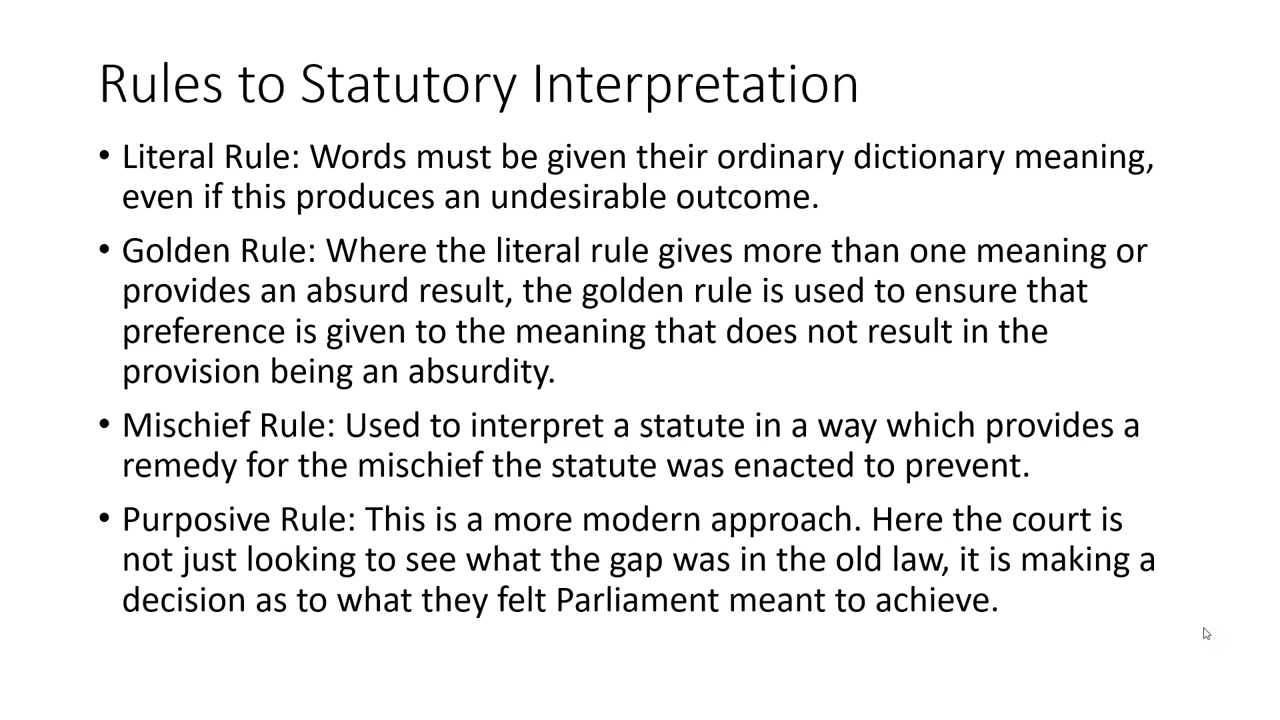 Rules to Statutory Interpretation
• Literal Rule: Words must be given their ordinary dictionary meaning,
even if this produces an undesirable outcome.
• Golden Rule: Where the literal rule gives more than one meaning or
provides an absurd result, the golden rule is used to ensure that
preference is given to the meaning that does not result in the
provision being an absurdity.
• Mischief Rule: Used to interpret a statute in a way which provides a
remedy for the mischief the statute was enacted to prevent.
• Purposive Rule: This is a more modern approach. Here the court is
not just looking to see what the gap was in the old law, it is making a
decision as to what they felt Parliament meant to achieve.